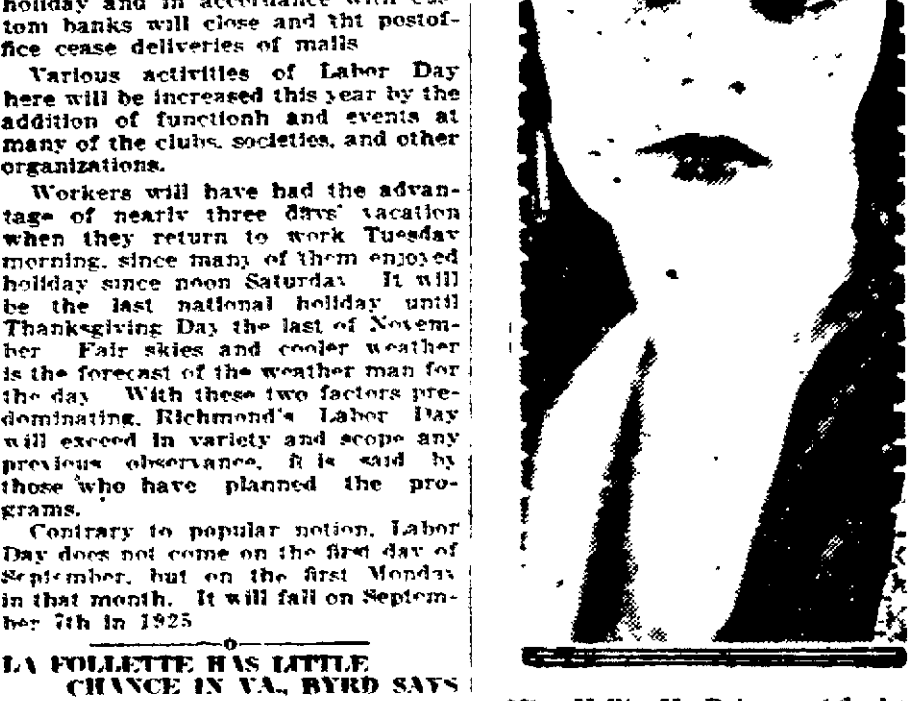 holiday and in accordance with cus-
tom banks will close and tht postof-
fice cease deliveries of mails
Various activities of Labor Day
here will be increased this year by the
addition of functionh and events at
many of the clubs, societies, and other
organizations.
Workers will have had the advan-
tage of nearly three days' vacation
when they return to work Tuesday
morning, since many of them enjoyed
holiday since noon Saturday It will
be the last national holiday until
Thanksgiving Day the last of Novem-
ber Fair skies and cooler weather
is the forecast of the weather man for
the day With these two factors pre-
dominating, Richmond's Labor Day
will exceed in variety and scope any
previous observance, it is said by
those who have planned the pro-
grams.
Contrary to popular notion, Labor
Day does not come on the first day of
September, but on the first Monday
in that month. It will fall on Septem-
ber 7th in 1925
LA FOLLETTE HAS LITTLE
CHANCE IN VA., BYRD SAYS